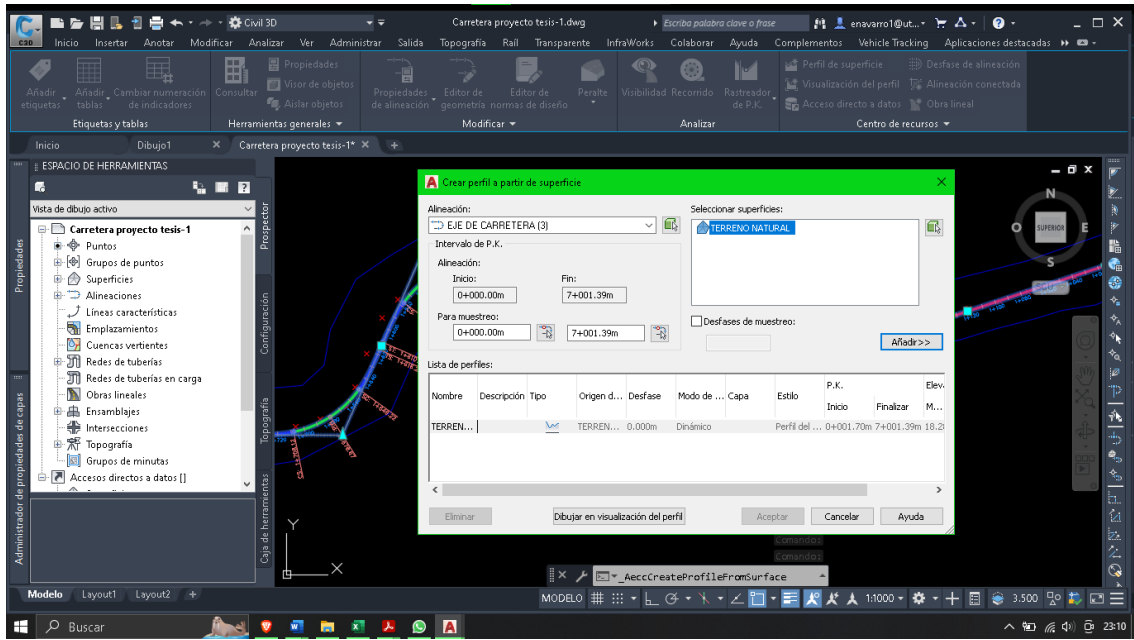 Civil 3D
Carretera proyecto tesis-1.dwg
Escriba palabra clave o frase
enavarro1@ut...
C3D
Inicio Insertar Anotar Modificar Analizar Ver Administrar Salida Topografía Raíl Transparente InfraWorks Colaborar Ayuda Complementos Vehicle Tracking Aplicaciones destacadas
Añadir etiquetas
Añadir tablas
Cambiar numeración de indicadores
Consultar
Propiedades
Visor de objetos
Aislar objetos
Propiedades de alineación
Editor de geometría
Editor de normas de diseño
Peralte
Visibilidad
Recorrido
Rastreador de P.K.
Perfil de superficie
Visualización del perfil
Acceso directo a datos
Desfase de alineación
Alineación conectada
Obra lineal
Etiquetas y tablas
Herramientas generales
Modificar
Analizar
Centro de recursos
Inicio
Dibujo1
Carretera proyecto tesis-1*
ESPACIO DE HERRAMIENTAS
Vista de dibujo activo
Carretera proyecto tesis-1
Puntos
Grupos de puntos
Superficies
Alineaciones
Líneas características
Emplazamientos
Cuencas vertientes
Redes de tuberías
Redes de tuberías en carga
Obras lineales
Ensamblajes
Intersecciones
Topografía
Grupos de minutas
Accesos directos a datos []
Prospector
Configuración
Topografía
Caja de herramientas
Propiedades
Administrador de propiedades de capas
Crear perfil a partir de superficie
Alineación:
EJE DE CARRETERA (3)
Intervalo de P.K.
Alineación:
Inicio:
Fin:
0+000.00m
7+001.39m
Para muestreo:
0+000.00m
7+001.39m
Seleccionar superficies:
TERRENO NATURAL
Desfases de muestreo:
Añadir>>
Lista de perfiles:
Nombre Descripción Tipo Origen d... Desfase Modo de ... Capa Estilo P.K. Inicio Finalizar Elev. M...
TERREN... TERREN... 0.000m Dinámico Perfil del ... 0+001.70m 7+001.39m 18.2
Eliminar
Dibujar en visualización del perfil
Aceptar
Cancelar
Ayuda
N
O
SUPERIOR
E
S
Y
X
Comando:
Comando:
_AeccCreateProfileFromSurface
Modelo Layout1 Layout2 +
MODELO
1:1000
3.500
Buscar
23:10